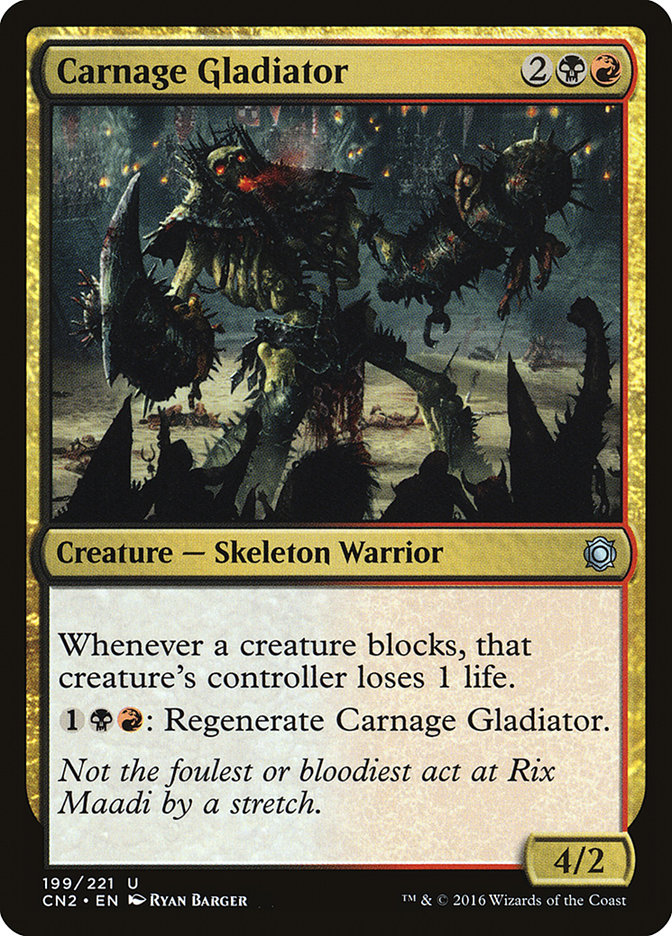 Carnage Gladiator 2
Creature — Skeleton Warrior
Whenever a creature blocks, that
creature's controller loses 1 life.
1: Regenerate Carnage Gladiator.
Not the foulest or bloodiest act at Rix
Maadi by a stretch.
4/2
199/221 U
CN2 • EN Ryan Barger
™ & © 2016 Wizards of the Coast